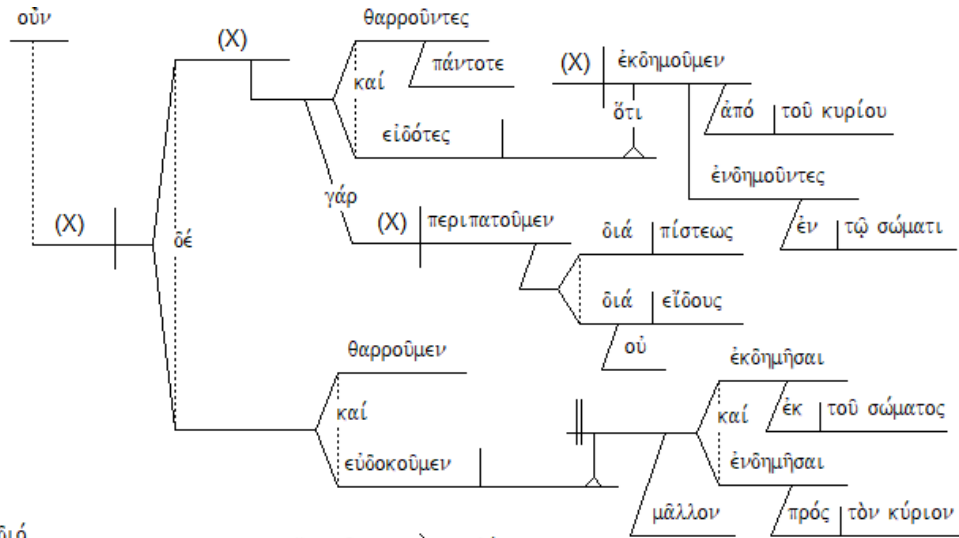 οὖν
(X)
θαρροῦντες
πάντοτε
καί
εἰδότες
(X) ἐκδημοῦμεν
ὅτι
ἀπό τοῦ κυρίου
ἐνδημοῦντες
ἐν τῷ σώματι
γάρ
(X) περιπατοῦμεν
διά πίστεως
διά εἴδους
οὐ
(X)
δέ
θαρροῦμεν
καί
εὐδοκοῦμεν
ἐκδημῆσαι
ἐκ τοῦ σώματος
καί
ἐνδημῆσαι
πρός τὸν κύριον
μᾶλλον